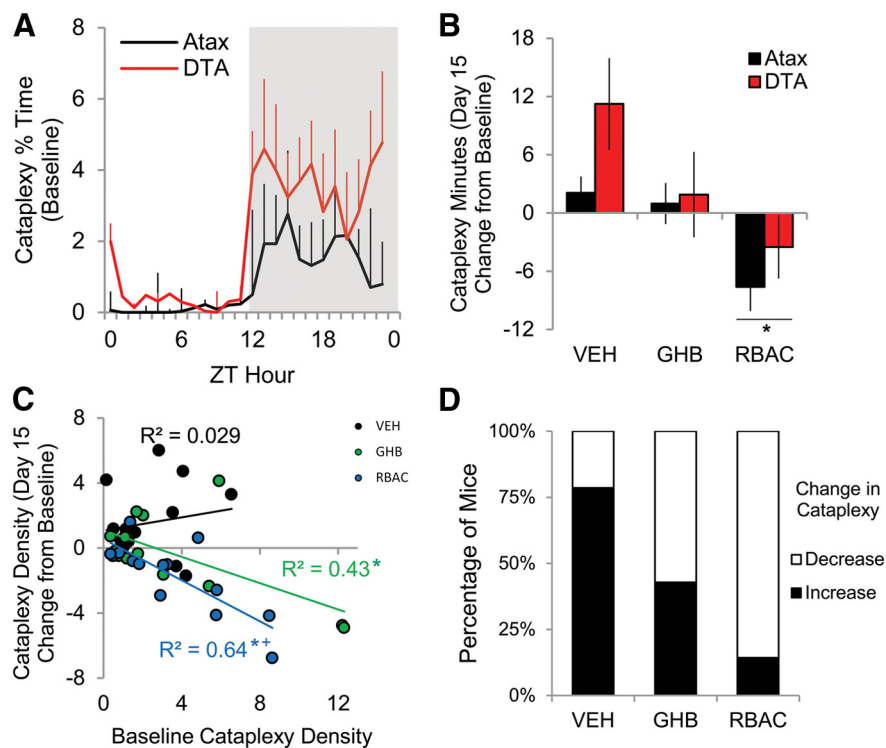 A
Cataplexy % Time
(Baseline)
8
6
4
2
0
Atax
DTA
0
6
12
18
0
ZT Hour
B
Cataplexy Minutes (Day 15
Change from Baseline)
18
12
6
0
-6
-12
Atax
DTA
*
VEH
GHB
RBAC
C
Cataplexy Density (Day 15
Change from Baseline)
8
4
0
-4
-8
R² = 0.029
VEH
GHB
RBAC
R² = 0.43*
R² = 0.64*+
0
4
8
12
Baseline Cataplexy Density
D
Percentage of Mice
100%
75%
50%
25%
0%
Change in
Cataplexy
Decrease
Increase
VEH
GHB
RBAC